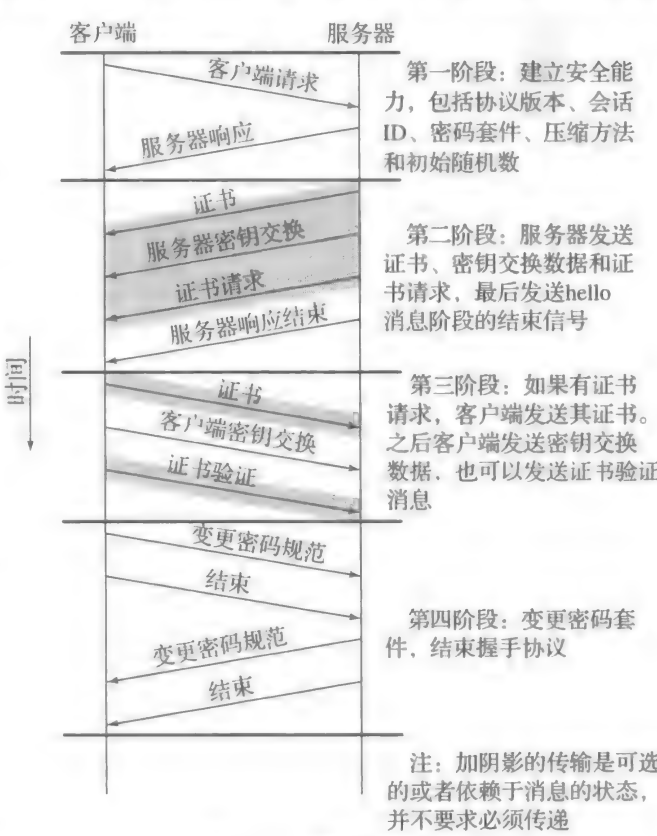 客户端
服务器
客户端请求
服务器响应
第一阶段：建立安全能
力，包括协议版本、会话
ID、密码套件、压缩方法
和初始随机数
证书
服务器密钥交换
证书请求
服务器响应结束
第二阶段：服务器发送
证书、密钥交换数据和证
书请求，最后发送hello
消息阶段的结束信号
时间
证书
客户端密钥交换
证书验证
第三阶段：如果有证书
请求，客户端发送其证书。
之后客户端发送密钥交换
数据，也可以发送证书验证
消息
变更密码规范
结束
变更密码规范
结束
第四阶段：变更密码套
件，结束握手协议
注：加阴影的传输是可选
的或者依赖于消息的状态，
并不要求必须传递